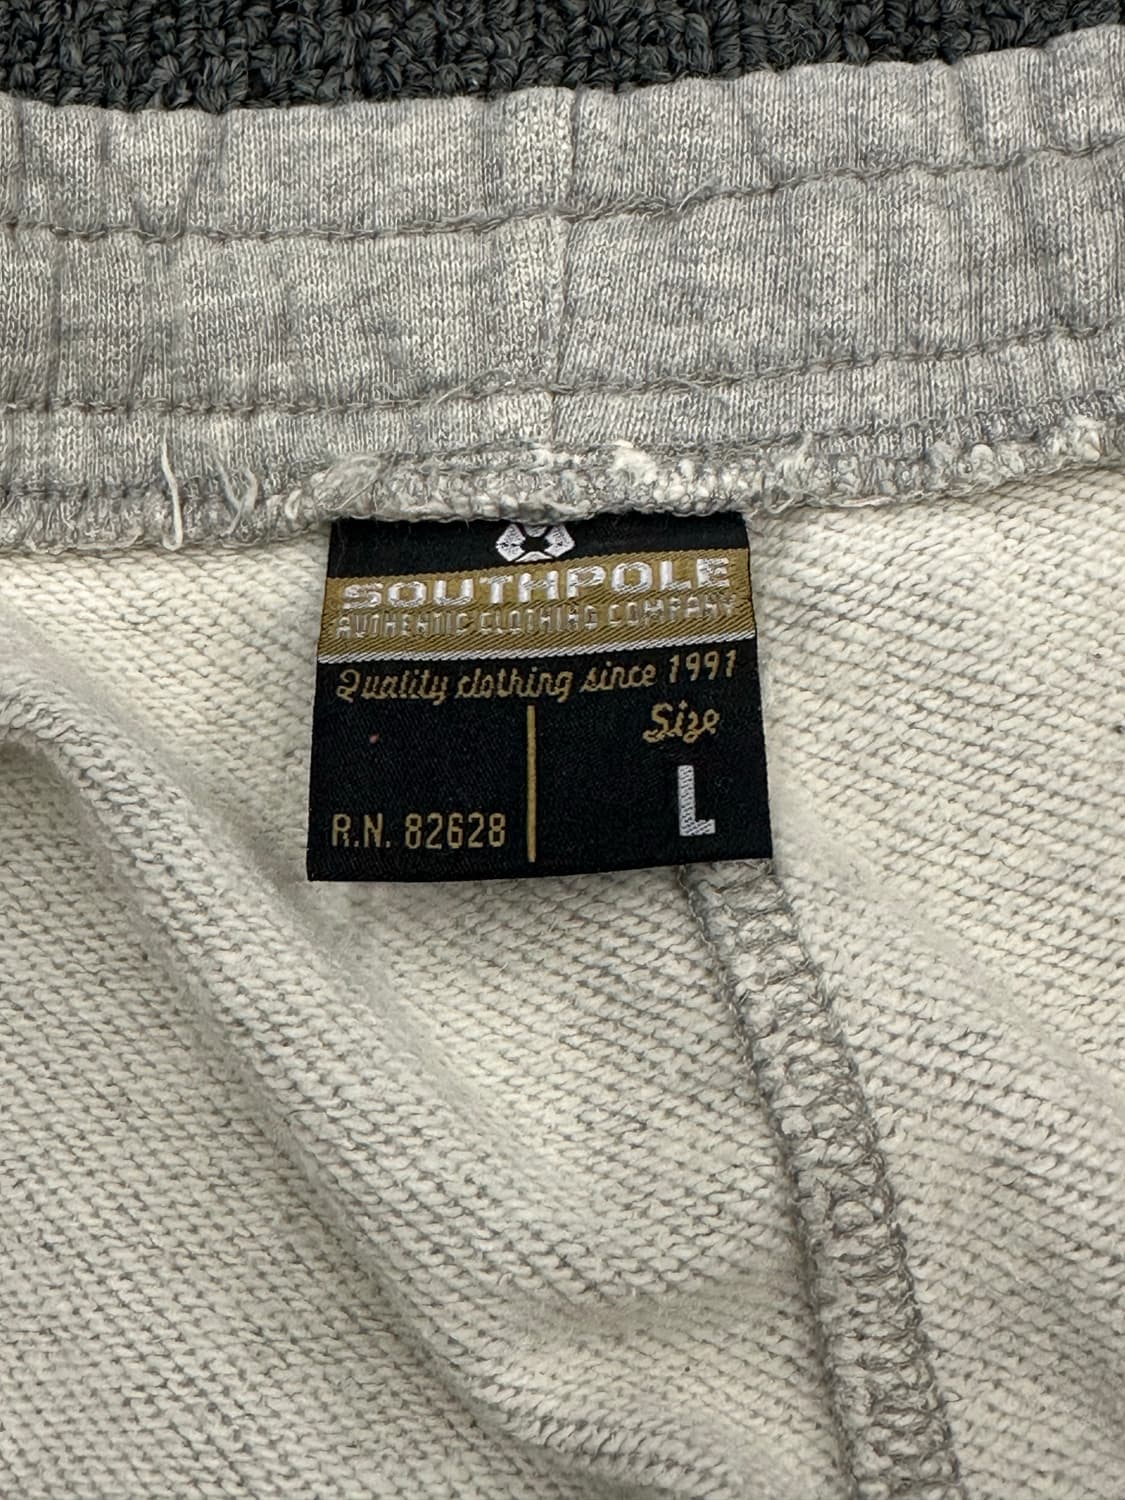 SOUTHPOLE
AUTHENTIC CLOTHING COMPANY
Quality clothing since 1991
Size
L
R.N. 82628